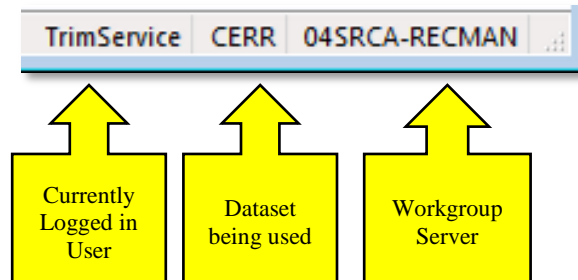 TrimService CERR 04SRCA-RECMAN
Currently
Logged in
User
Dataset
being used
Workgroup
Server